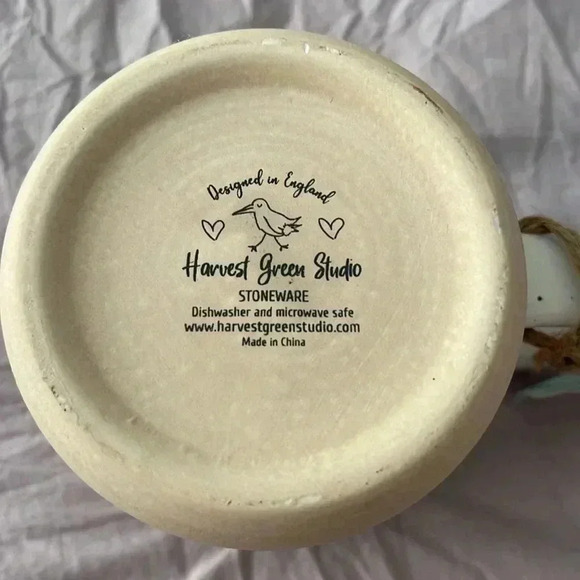 Designed in England
Harvest Green Studio
STONEWARE
Dishwasher and microwave safe
www.harvestgreenstudio.com
Made in China